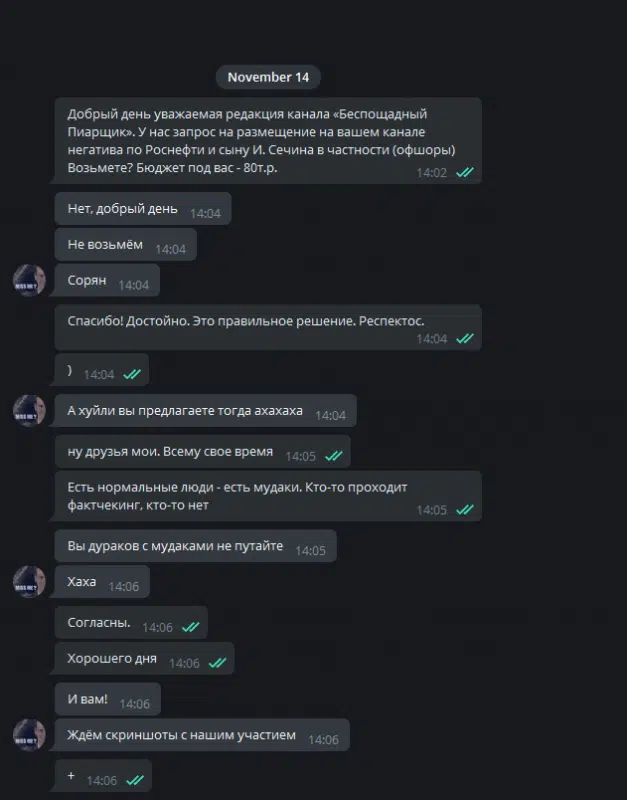 November 14
Добрый день уважаемая редакция канала «Беспощадный
Пиарщик». У нас запрос на размещение на вашем канале
негатива по Роснефти и сыну И. Сечина в частности (офшоры)
Возьмете? Бюджет под вас - 80т.р. 14:02
Нет, добрый день 14:04
Не возьмём 14:04
Сорян 14:04
Спасибо! Достойно. Это правильное решение. Респектос.
14:04
) 14:04
А хуйли вы предлагаете тогда ахахаха 14:04
ну друзья мои. Всему свое время 14:05
Есть нормальные люди - есть мудаки. Кто-то проходит
фактчекинг, кто-то нет 14:05
Вы дураков с мудаками не путайте 14:05
Хаха 14:06
Согласны. 14:06
Хорошего дня 14:06
И вам! 14:06
Ждём скриншоты с нашим участием 14:06
+ 14:06